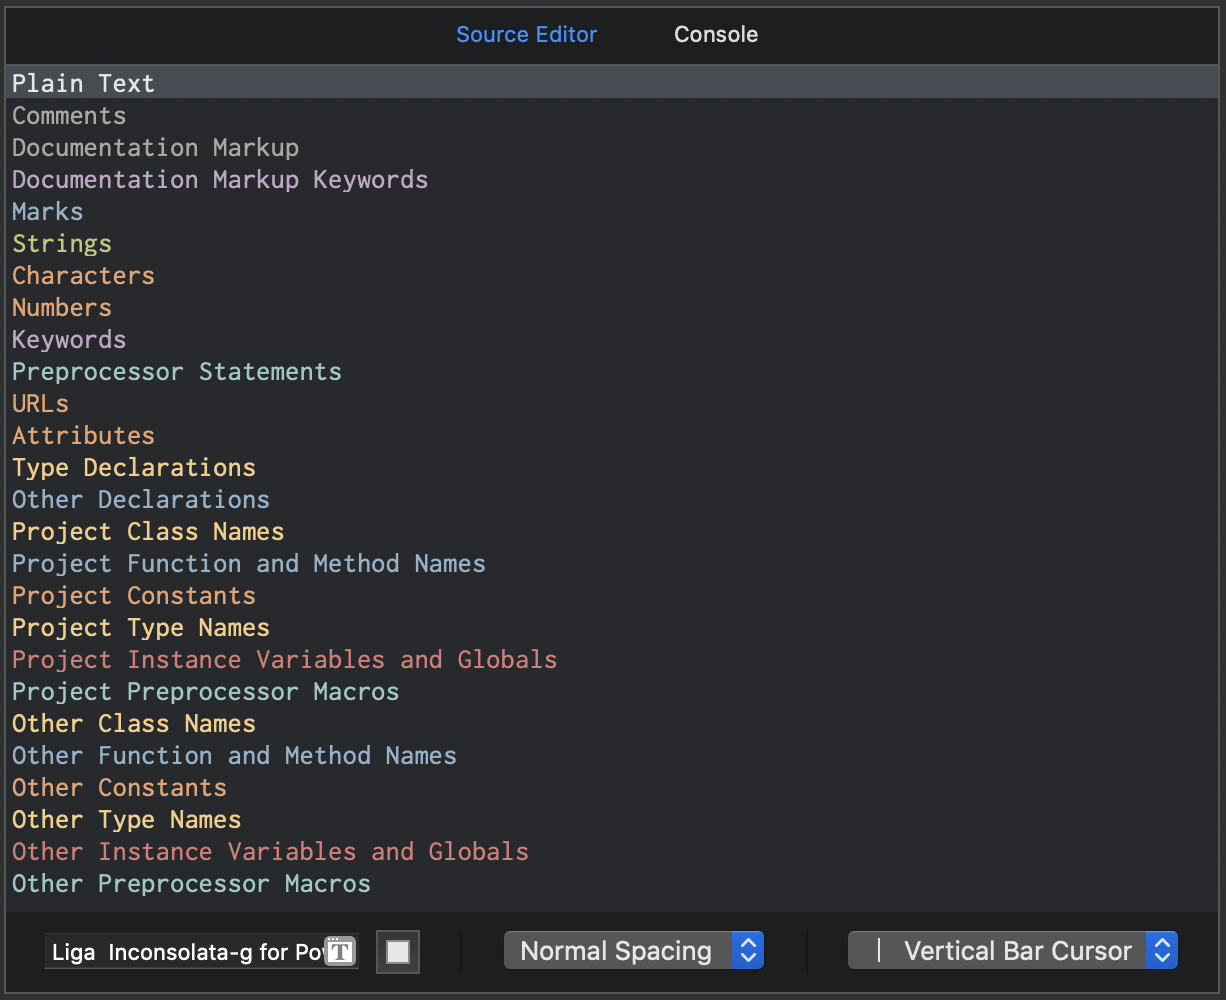 Source Editor Console
Plain Text
Comments
Documentation Markup
Documentation Markup Keywords
Marks
Strings
Characters
Numbers
Keywords
Preprocessor Statements
URLs
Attributes
Type Declarations
Other Declarations
Project Class Names
Project Function and Method Names
Project Constants
Project Type Names
Project Instance Variables and Globals
Project Preprocessor Macros
Other Class Names
Other Function and Method Names
Other Constants
Other Type Names
Other Instance Variables and Globals
Other Preprocessor Macros
Liga Inconsolata-g for Po T Normal Spacing Vertical Bar Cursor